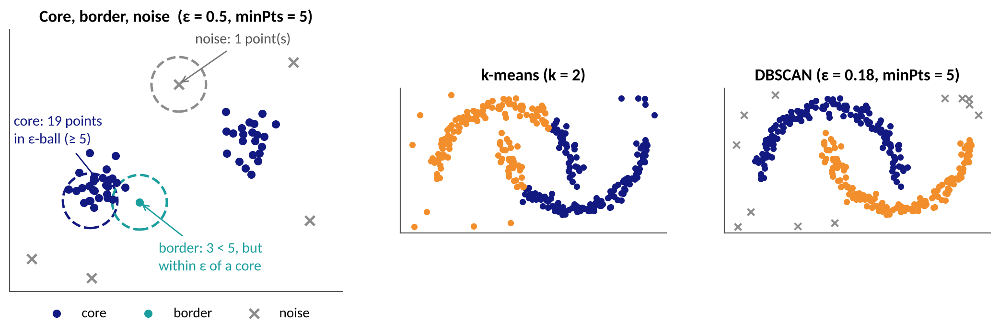 Core, border, noise (ε = 0.5, minPts = 5)
noise: 1 point(s)
core: 19 points
in ε-ball (≥ 5)
border: 3 < 5, but
within ε of a core
core
border
noise
k-means (k = 2)
DBSCAN (ε = 0.18, minPts = 5)